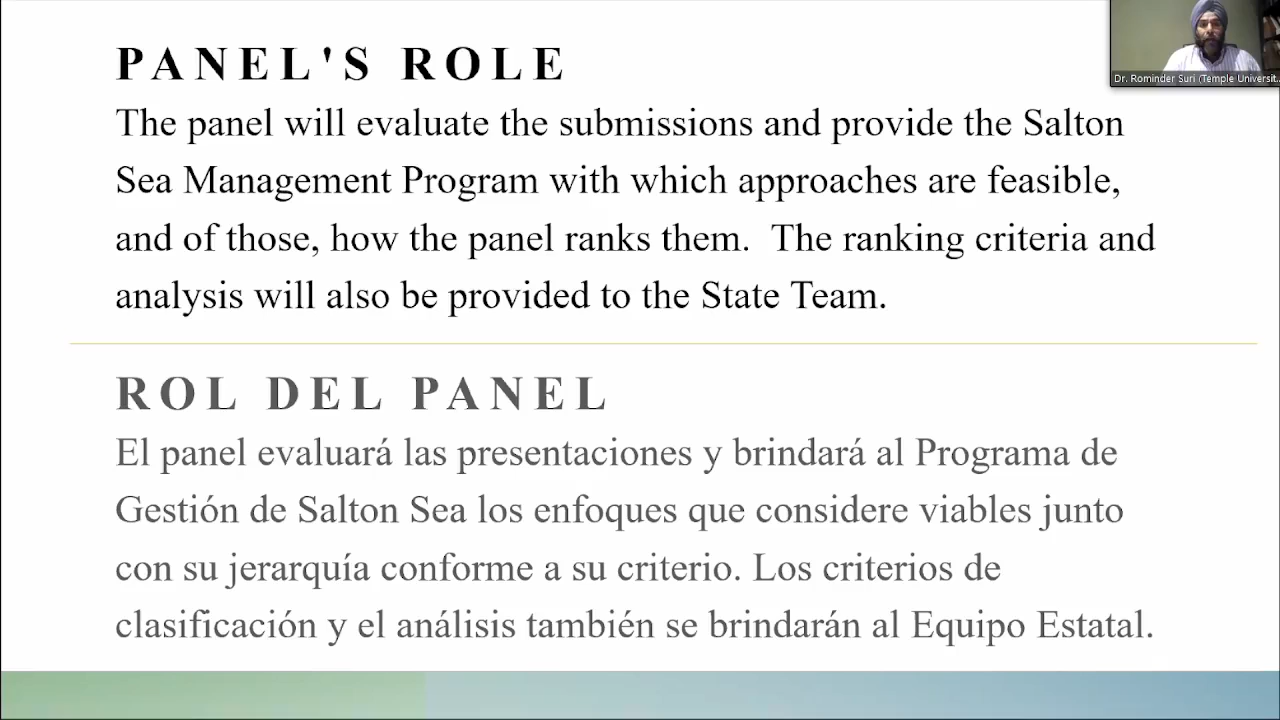 PANEL'S ROLE
The panel will evaluate the submissions and provide the Salton
Sea Management Program with which approaches are feasible,
and of those, how the panel ranks them.  The ranking criteria and
analysis will also be provided to the State Team.
ROL DEL PANEL
El panel evaluará las presentaciones y brindará al Programa de
Gestión de Salton Sea los enfoques que considere viables junto
con su jerarquía conforme a su criterio. Los criterios de
clasificación y el análisis también se brindarán al Equipo Estatal.
Dr. Rominder Suri (Temple Universit...